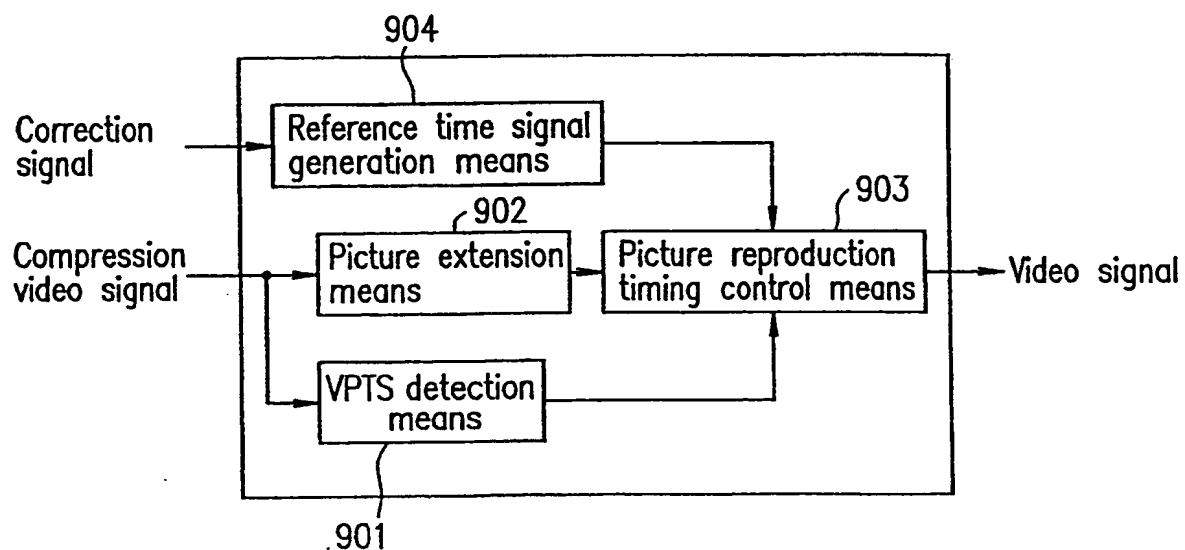 904
Correction
signal
Reference time signal
generation means
903
902
Compression
video signal
Picture extension
means
Picture reproduction
timing control means
Video signal
VPTS detection
means
.901